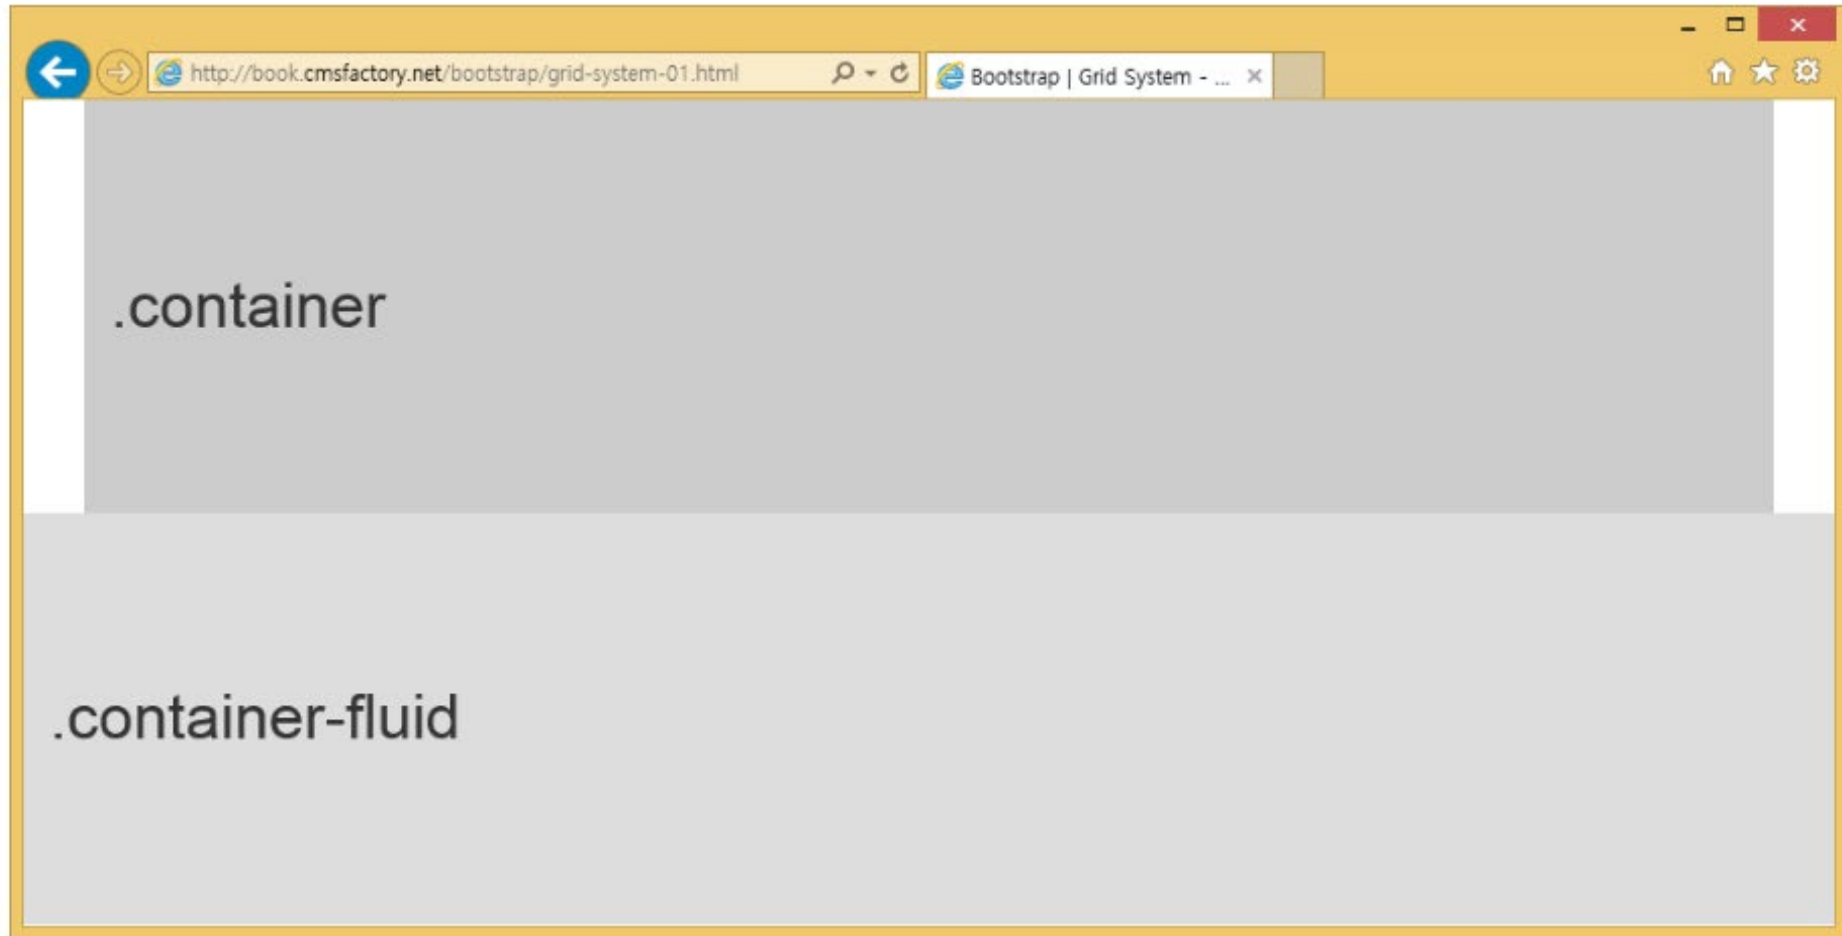 http://book.cmsfactory.net/bootstrap/grid-system-01.html
Bootstrap | Grid System - ...
.container
.container-fluid